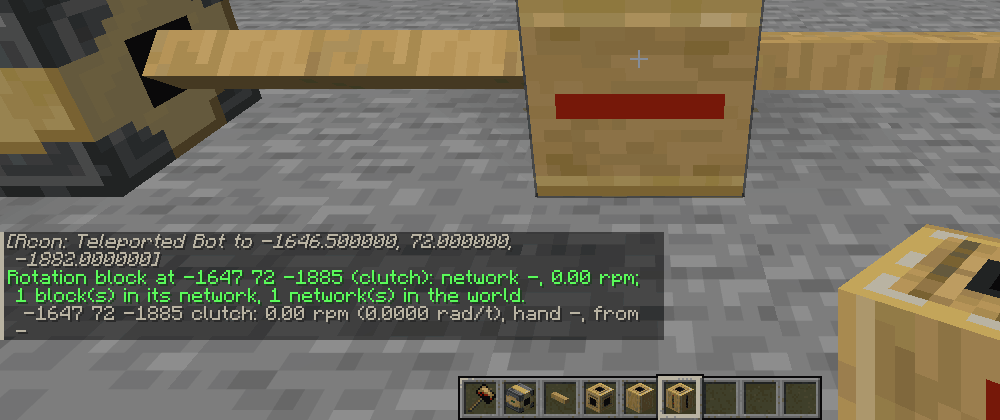 [Rcon: Teleported Bot to -1646.500000, 72.000000,
-1882.000000]
Rotation block at -1647 72 -1885 (clutch): network -, 0.00 rpm;
1 block(s) in its network, 1 network(s) in the world.
-1647 72 -1885 clutch: 0.00 rpm (0.0000 rad/t), hand -, from
-